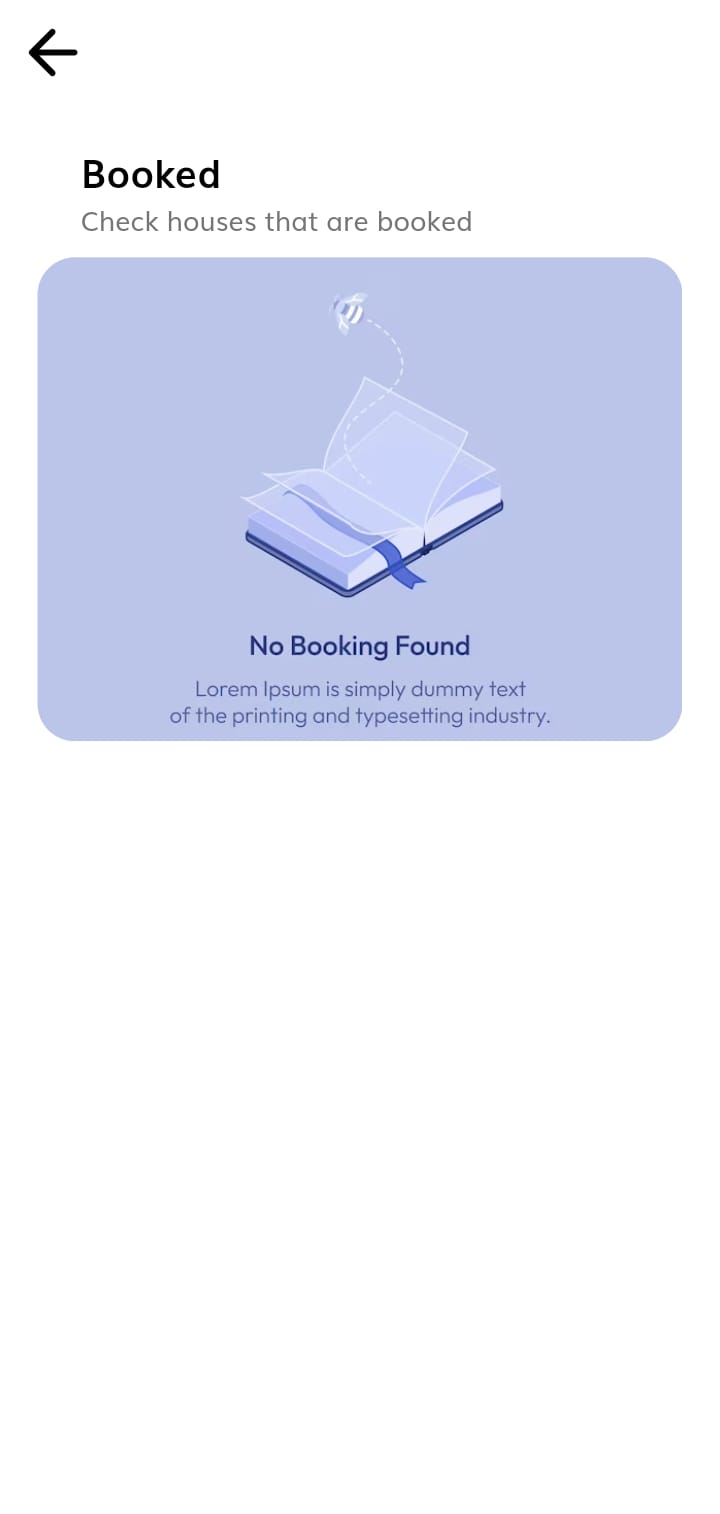 Booked
Check houses that are booked
No Booking Found
Lorem Ipsum is simply dummy text
of the printing and typesetting industry.